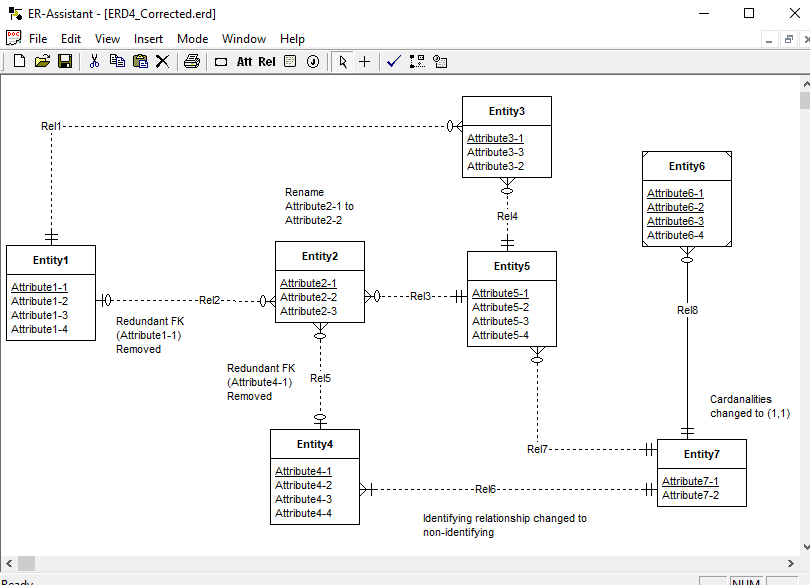 ER-Assistant - [ERD4_Corrected.erd]
DOC
File Edit View Insert Mode Window Help
Att Rel J
Rel1
Entity3
Attribute3-1
Attribute3-3
Attribute3-2
Entity6
Attribute6-1
Attribute6-2
Attribute6-3
Attribute6-4
Rename
Attribute2-1 to
Attribute2-2
Rel4
Entity1
Attribute1-1
Attribute1-2
Attribute1-3
Attribute1-4
Entity2
Attribute2-1
Attribute2-2
Attribute2-3
Entity5
Attribute5-1
Attribute5-2
Attribute5-3
Attribute5-4
Rel2
Rel3
Rel8
Redundant FK
(Attribute1-1)
Removed
Redundant FK
(Attribute4-1)
Removed
Rel5
Cardanalities
changed to (1,1)
Entity4
Attribute4-1
Attribute4-2
Attribute4-3
Attribute4-4
Rel7
Entity7
Attribute7-1
Attribute7-2
Rel6
Identifying relationship changed to
non-identifying
Ready
NUM